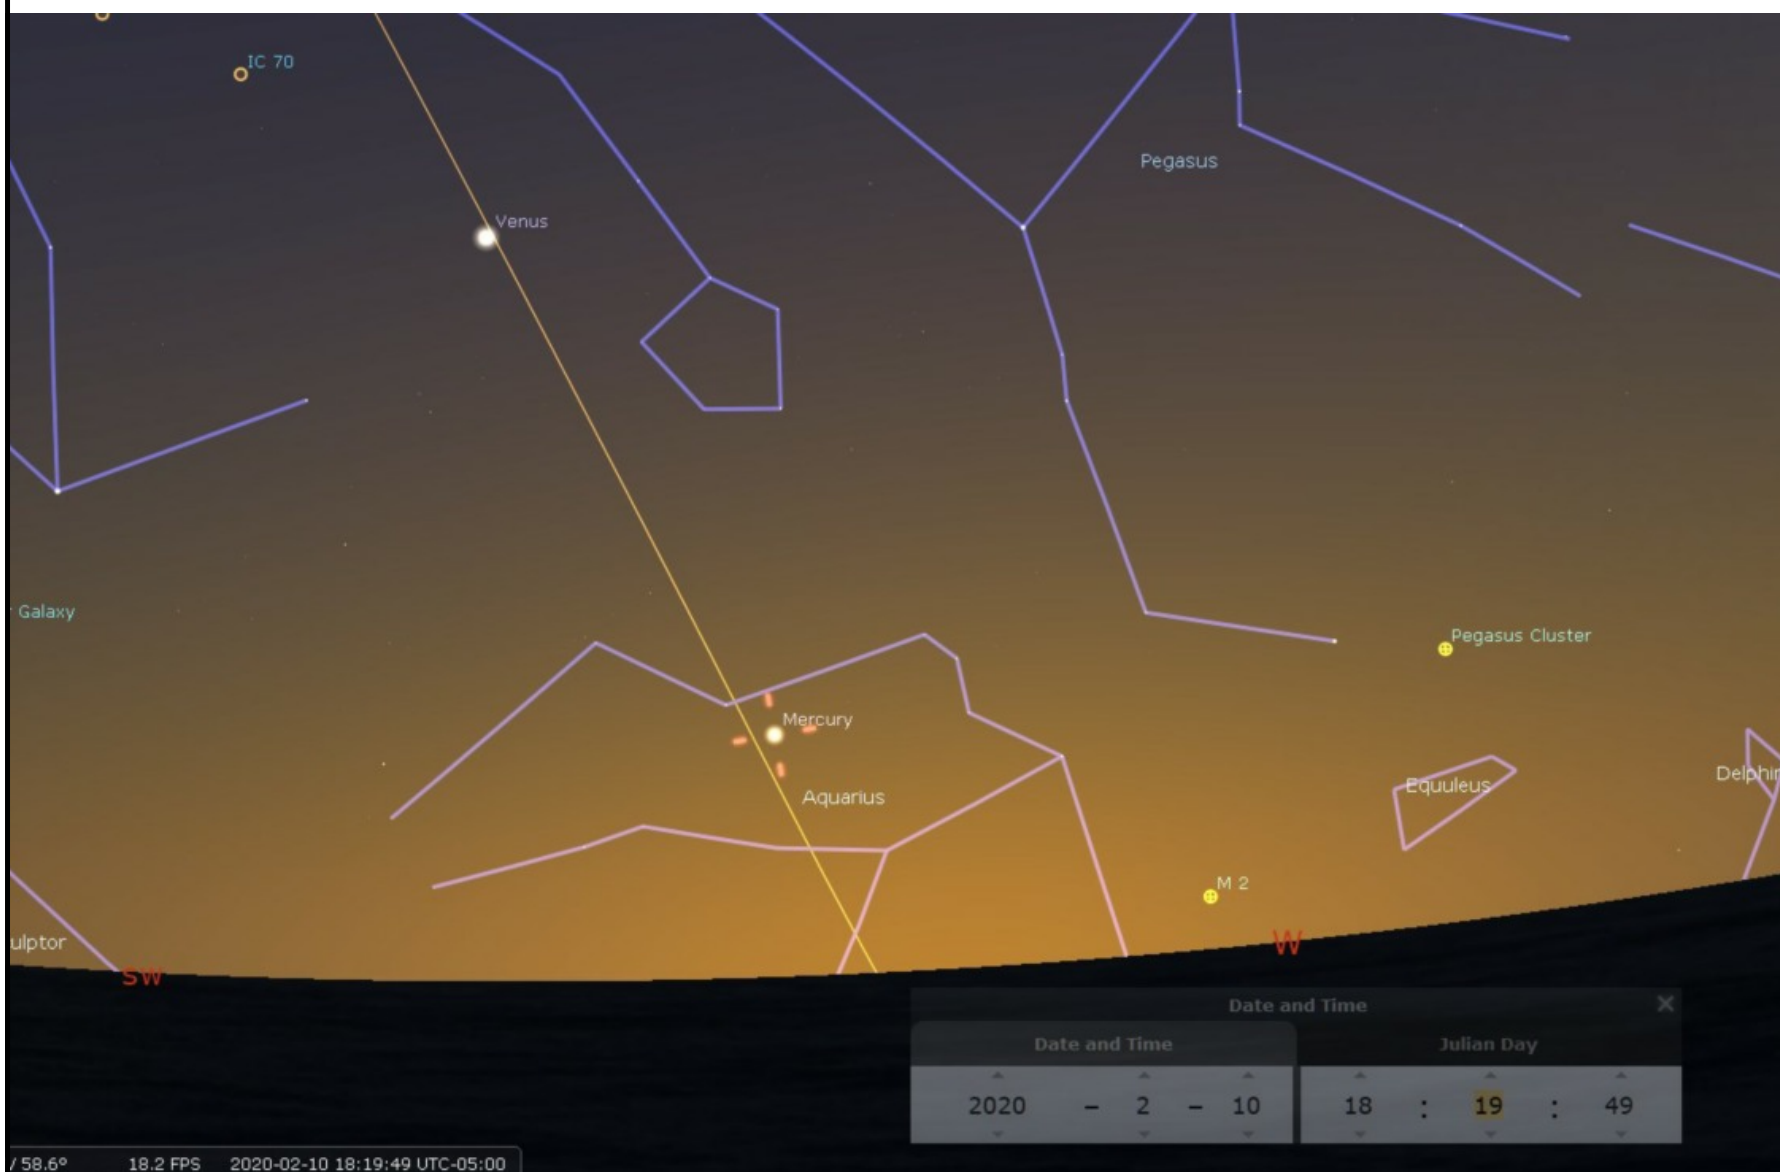 IC 70
Pegasus
Venus
Galaxy
Pegasus Cluster
Mercury
Aquarius
Equuleus
Delphin
M 2
ulptor
W
SW
Date and Time
Date and Time
Julian Day
2020 - 2 - 10 18 : 19 : 49
/ 58.6° 18.2 FPS 2020-02-10 18:19:49 UTC-05:00